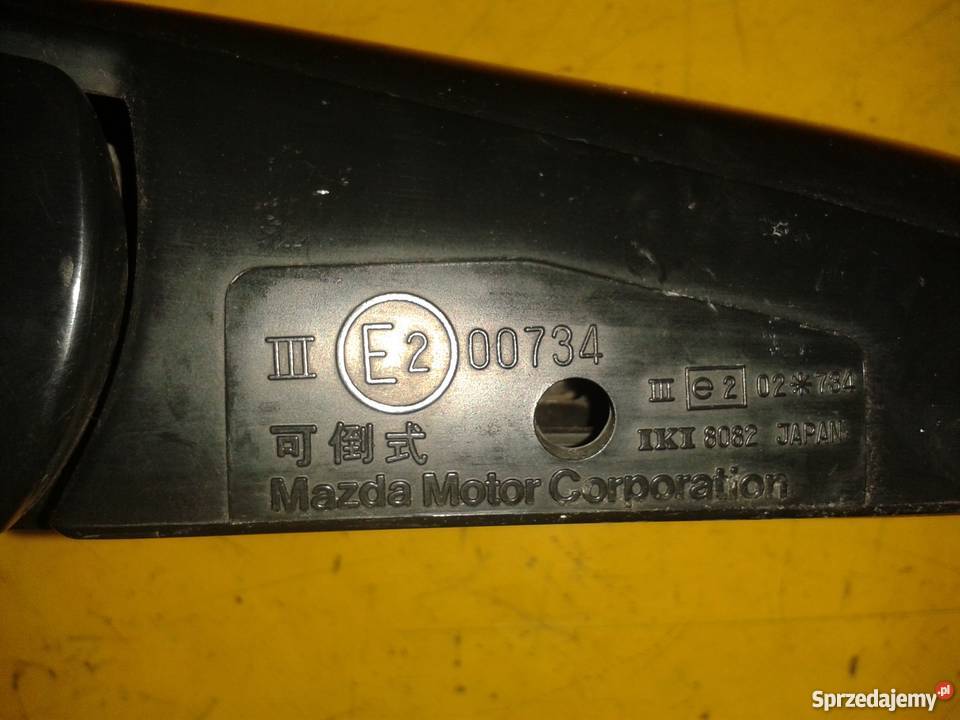 III E2 00734
III e2 02*734
IKI 8082 JAPAN
可倒式
Mazda Motor Corporation
Sprzedajemy.pl